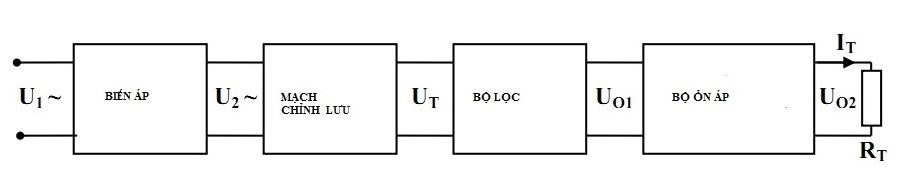 U1 ~
BIẾN ÁP
U2 ~
MẠCH
CHỈNH LƯU
UT
BỘ LỌC
UO1
BỘ ỔN ÁP
IT
UO2
RT